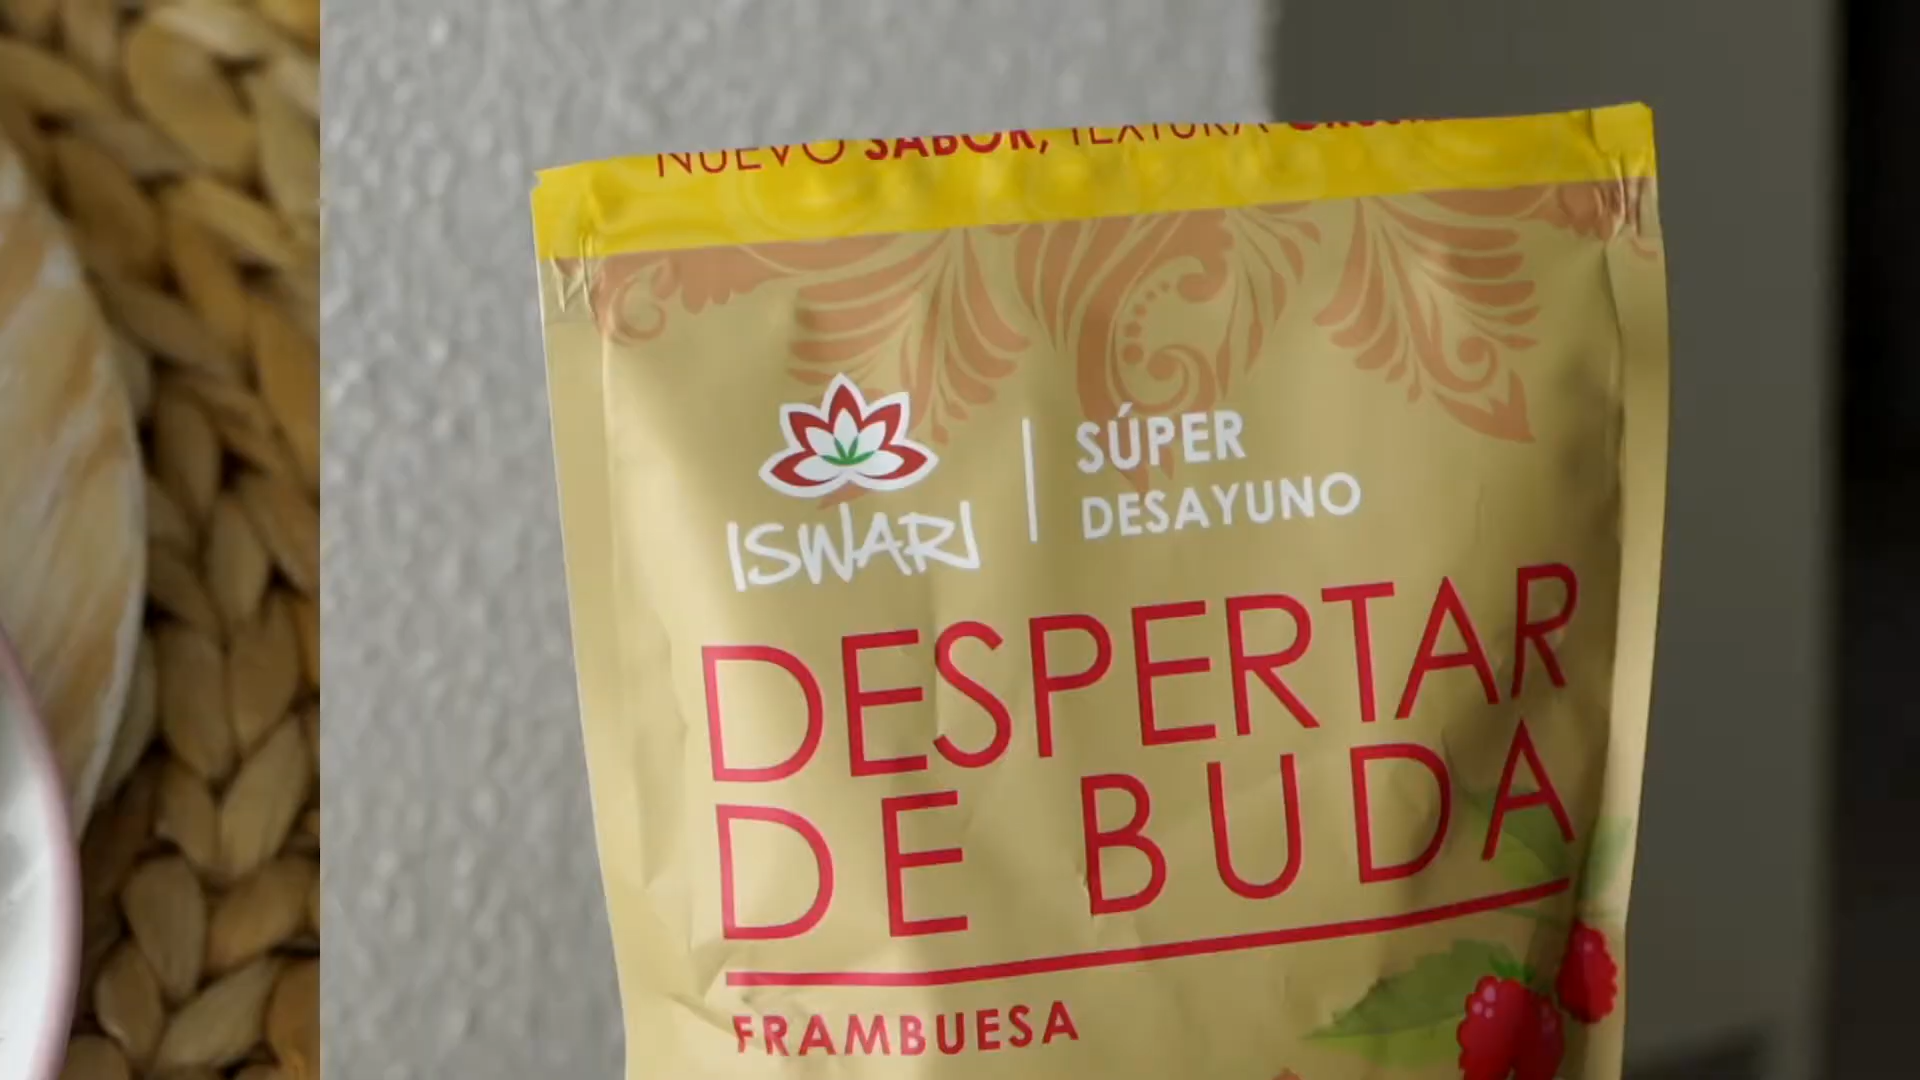 NUEVO SABOR, TEXTURA
ISWARI
SÚPER
DESAYUNO
DESPERTAR
DE BUDA
FRAMBUESA